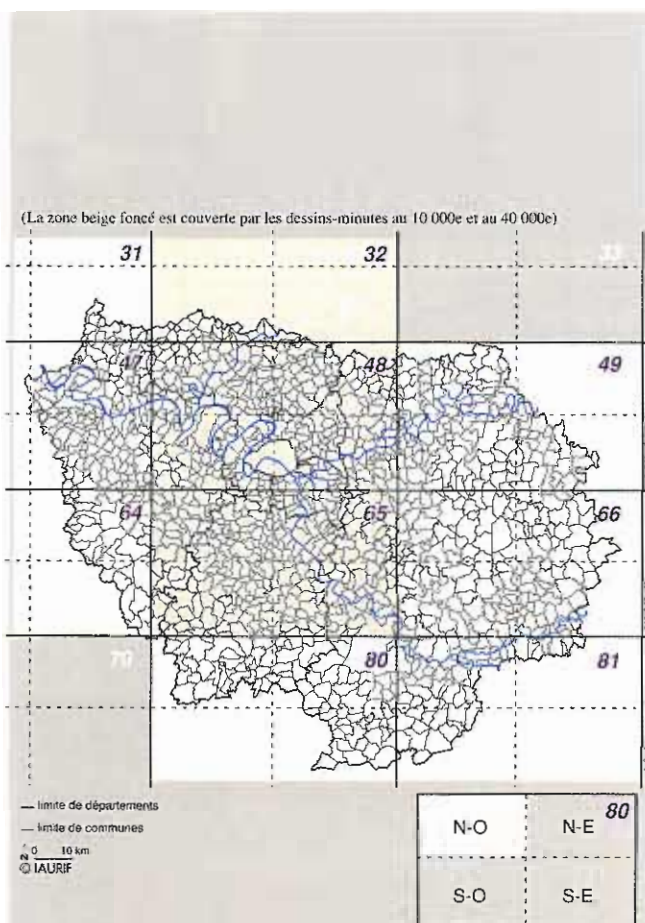 (La zone beige foncé est couverte par les dessins-minutes au 10 000e et au 40 000e)
31 32 33
47 48 49
64 65 66
79 80 81
limite de départements
limite de communes
N
0 10 km
© IAURIF
80
N-O N-E
S-O S-E